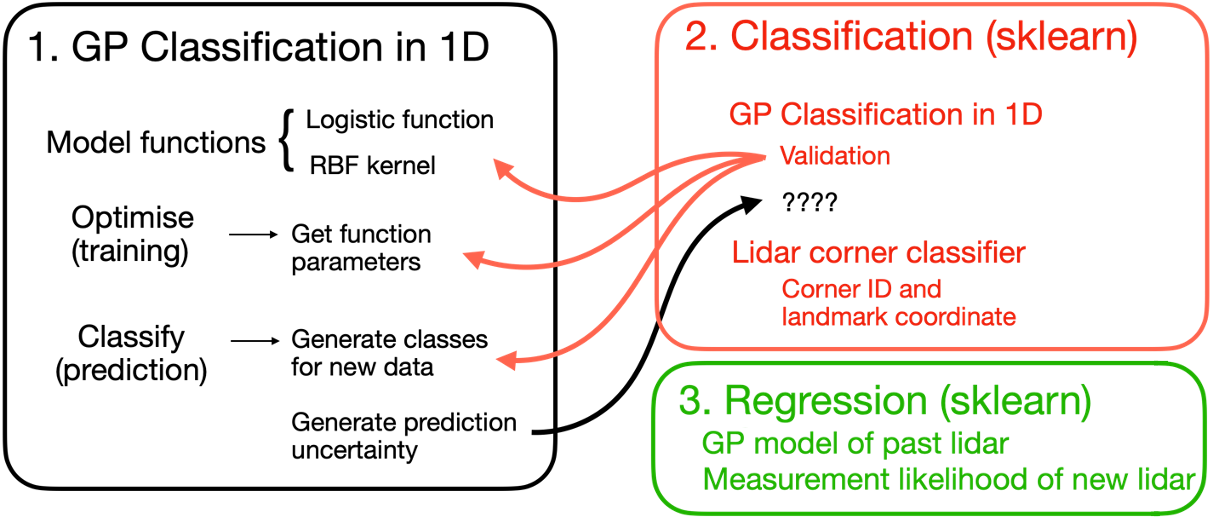 1. GP Classification in 1D
Model functions
Logistic function
RBF kernel
Optimise
(training)
Get function
parameters
Classify
(prediction)
Generate classes
for new data
Generate prediction
uncertainty
2. Classification (sklearn)
GP Classification in 1D
Validation
????
Lidar corner classifier
Corner ID and
landmark coordinate
3. Regression (sklearn)
GP model of past lidar
Measurement likelihood of new lidar